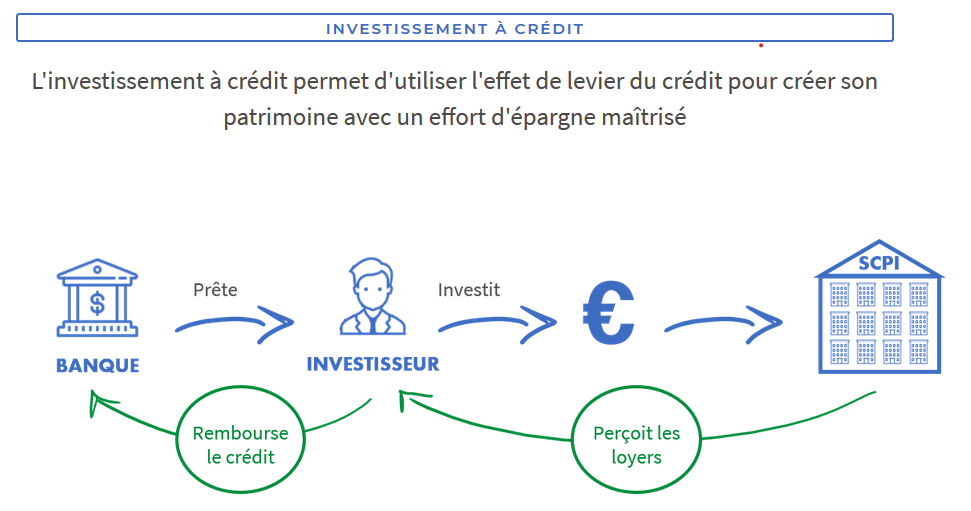 INVESTISSEMENT À CRÉDIT
L'investissement à crédit permet d'utiliser l'effet de levier du crédit pour créer son
patrimoine avec un effort d'épargne maîtrisé
SCPI
Prête
Investit
$
€
BANQUE
INVESTISSEUR
Rembourse
le crédit
Perçoit les
loyers